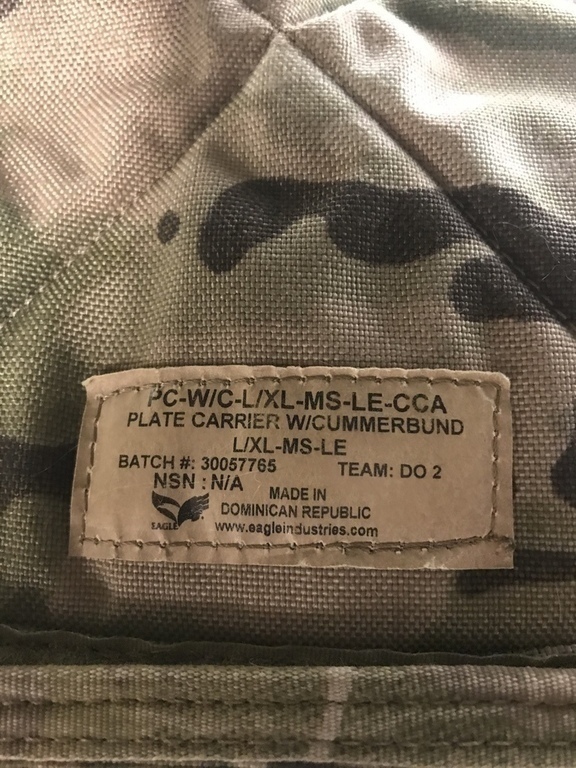 PC-W/C-L/XL-MS-LE-CCA
PLATE CARRIER W/CUMMERBUND
L/XL-MS-LE
BATCH #: 30057765 TEAM: DO 2
NSN : N/A
MADE IN
DOMINICAN REPUBLIC
EAGLE
www.eagleindustries.com